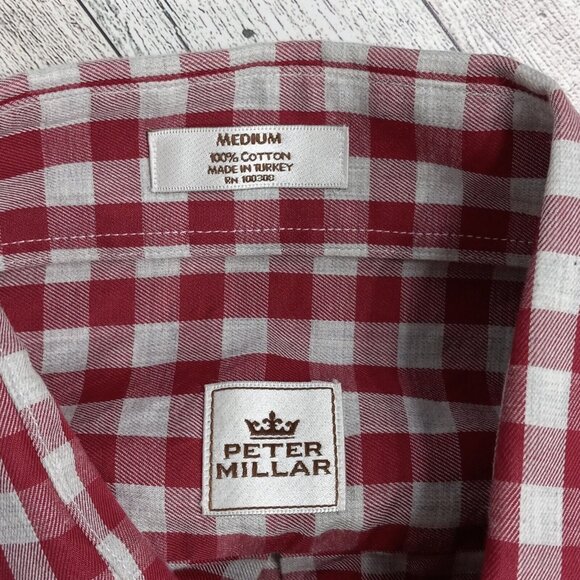 MEDIUM
100% COTTON
MADE IN TURKEY
RN 100308
PETER
MILLAR